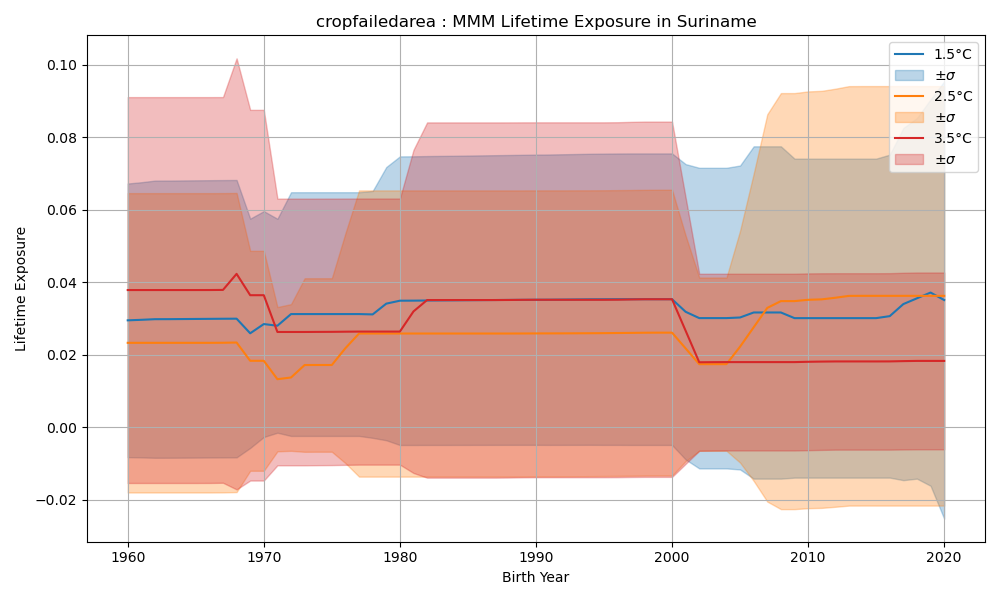 cropfailedarea : MMM Lifetime Exposure in Suriname
1.5°C
±σ
2.5°C
±σ
3.5°C
±σ
Lifetime Exposure
0.10
0.08
0.06
0.04
0.02
0.00
−0.02
1960 1970 1980 1990 2000 2010 2020
Birth Year